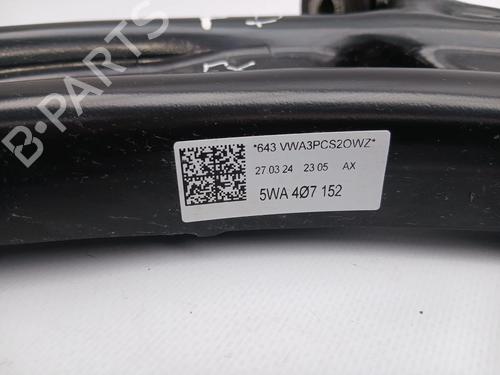 *643 VWA3PCS2OWZ*
27.03.24 23:05 AX
5WA 4Ø7 152
B-PARTS